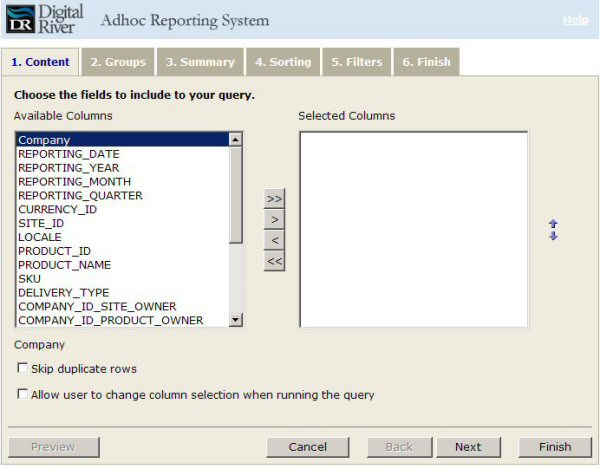 Digital River
DR
Adhoc Reporting System
Help
1. Content
2. Groups
3. Summary
4. Sorting
5. Filters
6. Finish
Choose the fields to include to your query.
Available Columns
Selected Columns
Company
REPORTING_DATE
REPORTING_YEAR
REPORTING_MONTH
REPORTING_QUARTER
CURRENCY_ID
SITE_ID
LOCALE
PRODUCT_ID
PRODUCT_NAME
SKU
DELIVERY_TYPE
COMPANY_ID_SITE_OWNER
COMPANY_ID_PRODUCT_OWNER
>>
>
<
<<
Company
Skip duplicate rows
Allow user to change column selection when running the query
Preview
Cancel
Back
Next
Finish